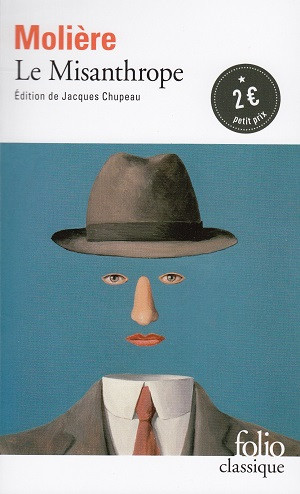 Molière
Le Misanthrope
Édition de Jacques Chupeau
2 €
petit prix
folio
classique